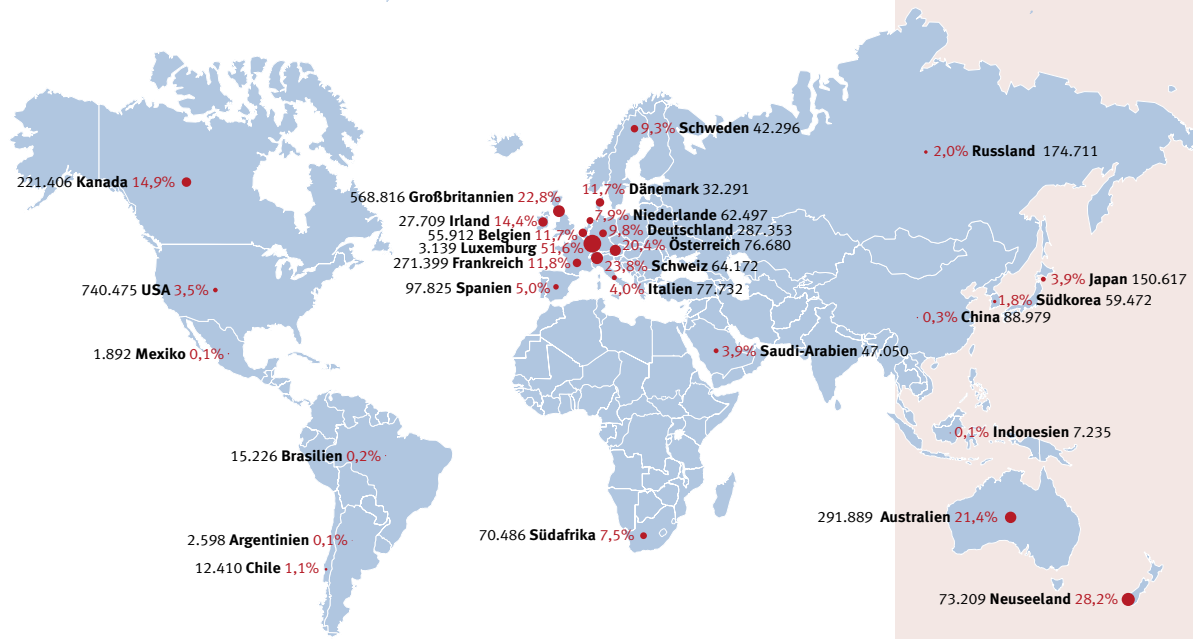 9,3% Schweden 42.296
2,0% Russland 174.711
221.406 Kanada 14,9%
11,7% Dänemark 32.291
568.816 Großbritannien 22,8%
7,9% Niederlande 62.497
27.709 Irland 14,4%
9,8% Deutschland 287.353
55.912 Belgien 11,7%
20,4% Österreich 76.680
3.139 Luxemburg 51,6%
271.399 Frankreich 11,8%
23,8% Schweiz 64.172
3,9% Japan 150.617
97.825 Spanien 5,0%
4,0% Italien 77.732
740.475 USA 3,5%
1,8% Südkorea 59.472
0,3% China 88.979
1.892 Mexiko 0,1%
3,9% Saudi-Arabien 47.050
0,1% Indonesien 7.235
15.226 Brasilien 0,2%
291.889 Australien 21,4%
70.486 Südafrika 7,5%
2.598 Argentinien 0,1%
12.410 Chile 1,1%
73.209 Neuseeland 28,2%